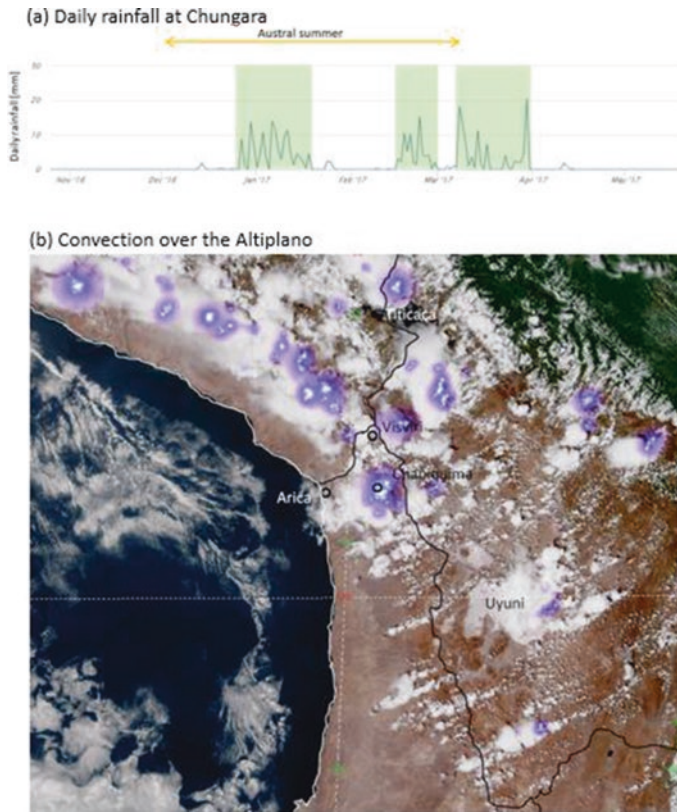 (a) Daily rainfall at Chungara
Austral summer
Daily rainfall [mm]
30
20
10
0
Nov '16
Dec '16
Jan '17
Feb '17
Mar '17
Apr '17
May '17
(b) Convection over the Altiplano
Titicaca
Arica
Uyuni